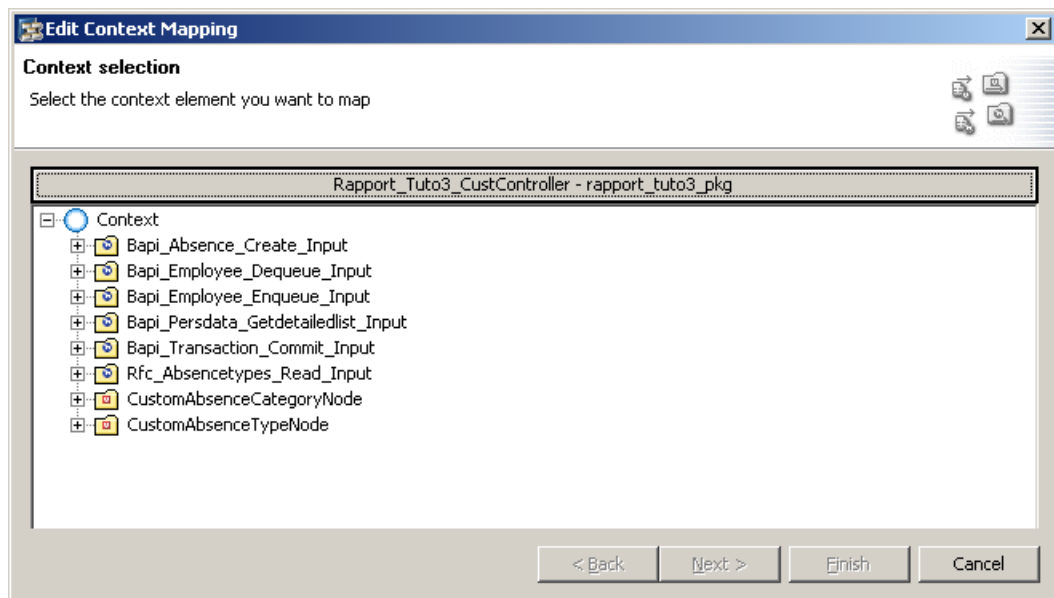 Edit Context Mapping
Context selection
Select the context element you want to map
Rapport_Tuto3_CustController - rapport_tuto3_pkg
Context
Bapi_Absence_Create_Input
Bapi_Employee_Dequeue_Input
Bapi_Employee_Enqueue_Input
Bapi_Persdata_Getdetailedlist_Input
Bapi_Transaction_Commit_Input
Rfc_Absencetypes_Read_Input
CustomAbsenceCategoryNode
CustomAbsenceTypeNode
< Back Next > Finish Cancel